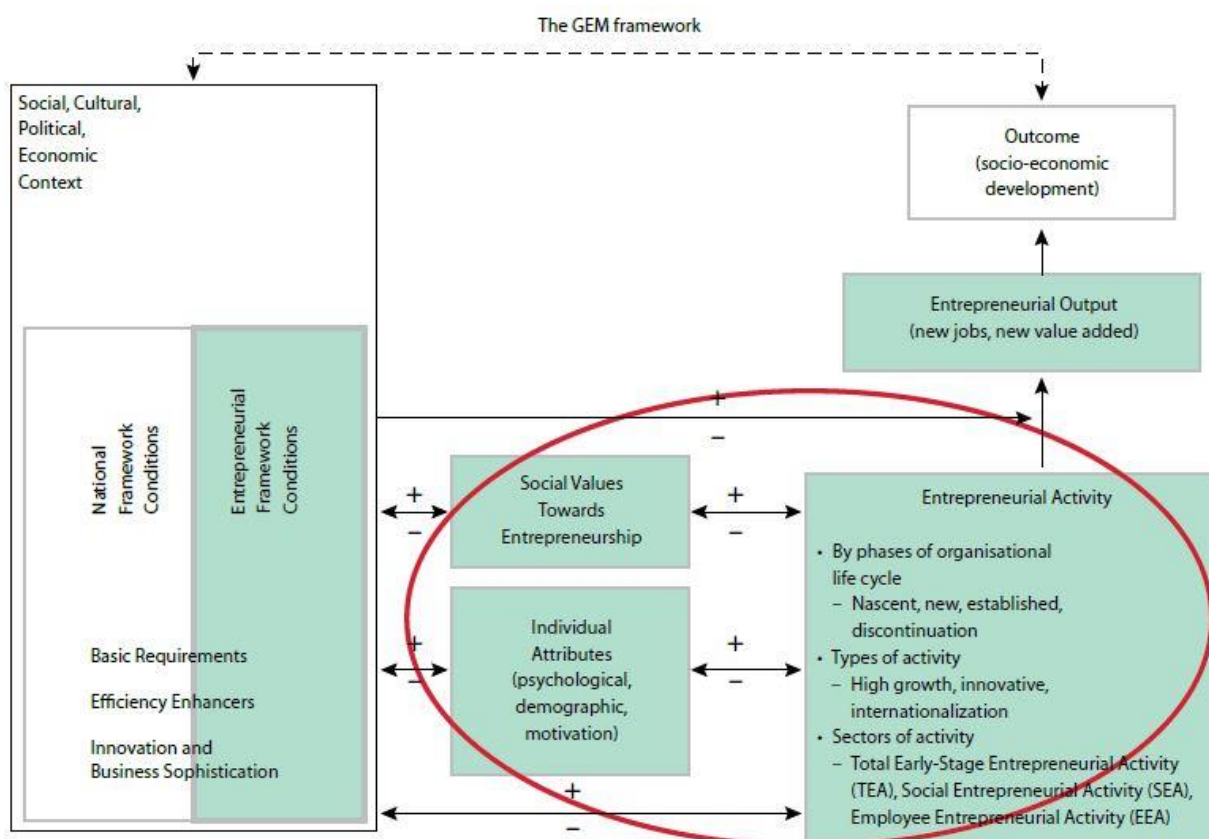 The GEM framework
Social, Cultural,
Political,
Economic
Context
Outcome
(socio-economic
development)
Entrepreneurial Output
(new jobs, new value added)
National
Framework
Conditions
Entrepreneurial
Framework
Conditions
Basic Requirements
Efficiency Enhancers
Innovation and
Business Sophistication
+
–
+
–
Social Values
Towards
Entrepreneurship
+
–
+
–
Individual
Attributes
(psychological,
demographic,
motivation)
+
–
+
–
Entrepreneurial Activity
• By phases of organisational
life cycle
– Nascent, new, established,
discontinuation
• Types of activity
– High growth, innovative,
internationalization
• Sectors of activity
– Total Early-Stage Entrepreneurial Activity
(TEA), Social Entrepreneurial Activity (SEA),
Employee Entrepreneurial Activity (EEA)